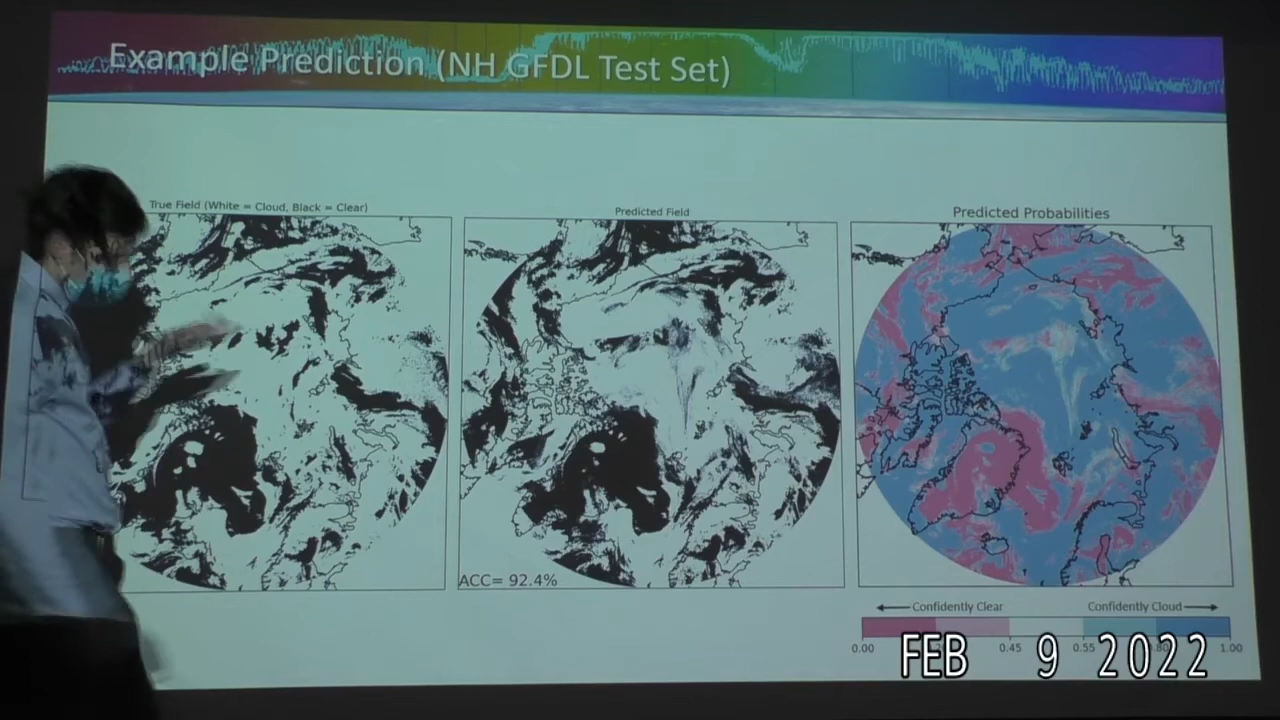 Example Prediction (NH GFDL Test Set)
True Field (White = Cloud, Black = Clear)
Predicted Field
Predicted Probabilities
ACC= 92.4%
Confidently Clear
Confidently Cloud
0.00
0.45
0.55
1.00
FEB 9 2022